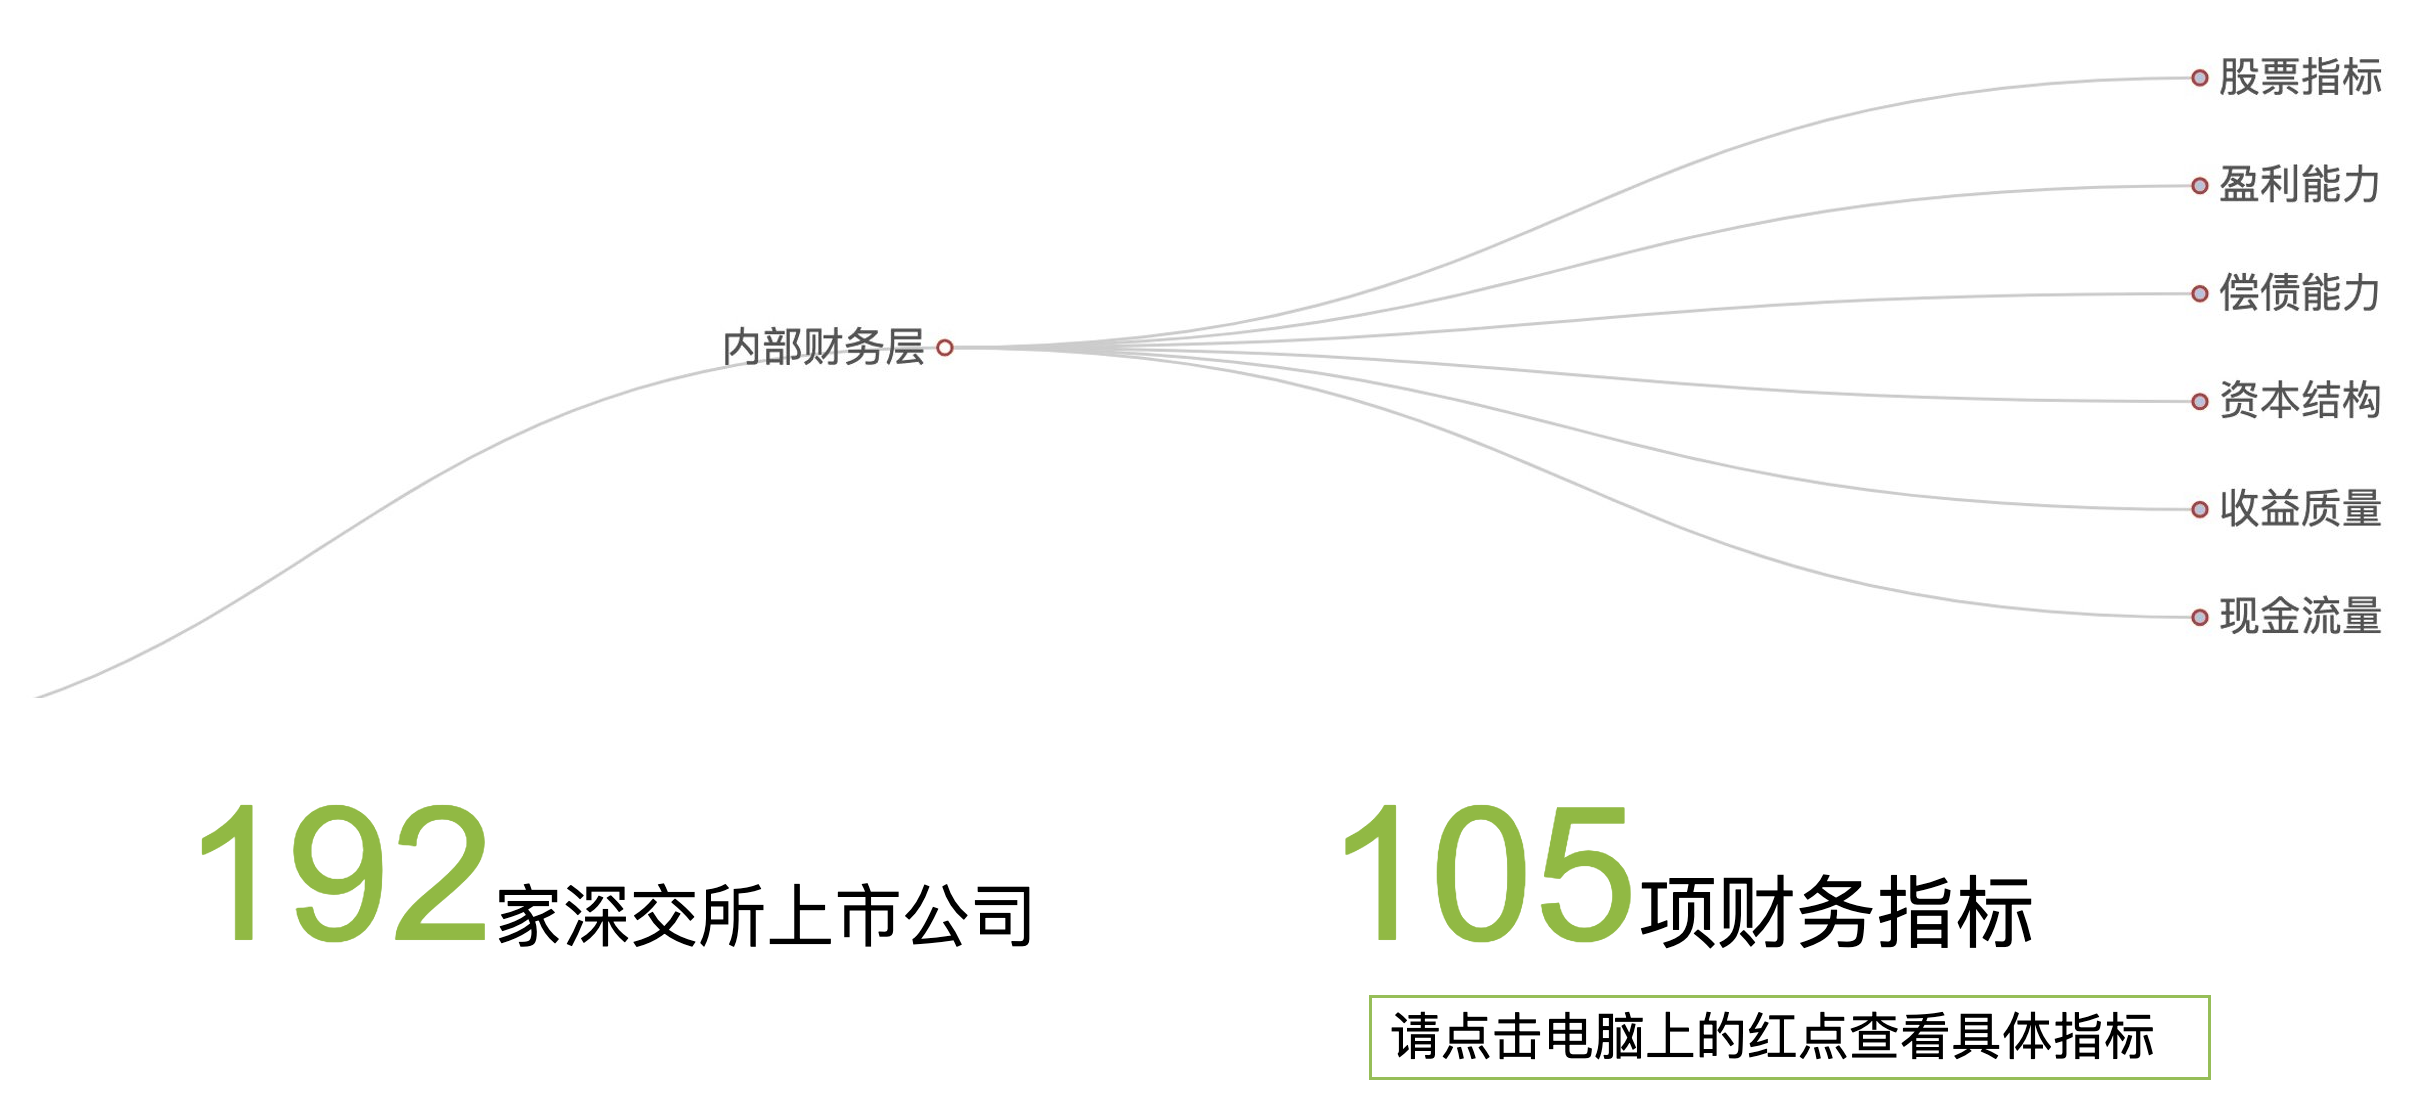 股票指标
盈利能力
偿债能力
内部财务层
资本结构
收益质量
现金流量
192家深交所上市公司
105项财务指标
请点击电脑上的红点查看具体指标